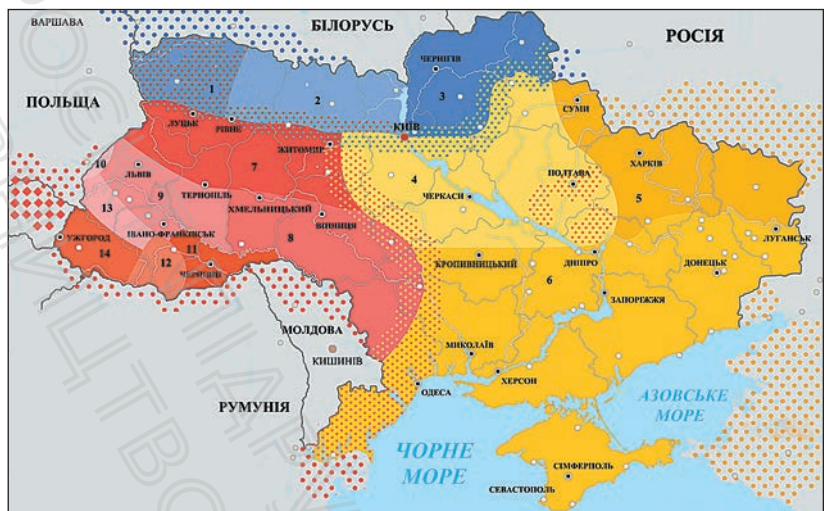 ВАРШАВА
БІЛОРУСЬ
РОСІЯ
ПОЛЬЩА
ЧЕРНІГІВ
1
2
3
СУМИ
ЛУЦЬК
РІВНЕ
КИЇВ
ЖИТОМИР
ХАРКІВ
10
ЛЬВІВ
7
4
ПОЛТАВА
9
ТЕРНОПІЛЬ
ХМЕЛЬНИЦЬКИЙ
ЧЕРКАСИ
5
13
ІВАНО-ФРАНКІВСЬК
ВІННИЦЯ
ЛУГАНСЬК
УЖГОРОД
8
14
11
12
ЧЕРНІВЦІ
КРОПИВНИЦЬКИЙ
ДНІПРО
ДОНЕЦЬК
6
ЗАПОРІЖЖЯ
МОЛДОВА
КИШИНІВ
МИКОЛАЇВ
ХЕРСОН
ОДЕСА
РУМУНІЯ
АЗОВСЬКЕ
МОРЕ
ЧОРНЕ
МОРЕ
СІМФЕРПОЛЬ
СЕВАСТОПОЛЬ